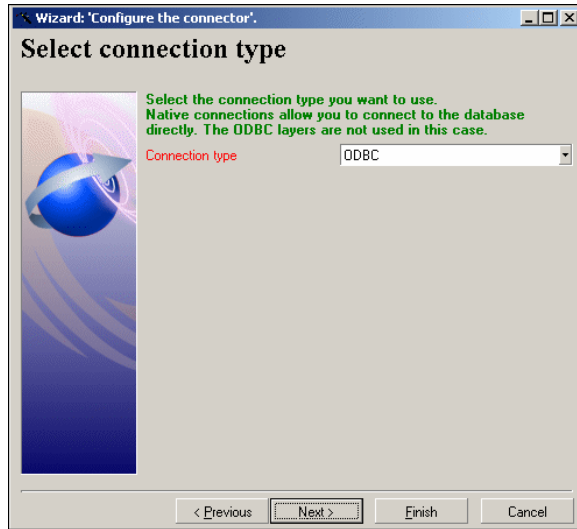 Wizard: 'Configure the connector'.
Select connection type
Select the connection type you want to use.
Native connections allow you to connect to the database
directly. The ODBC layers are not used in this case.
Connection type
ODBC
< Previous
Next >
Finish
Cancel